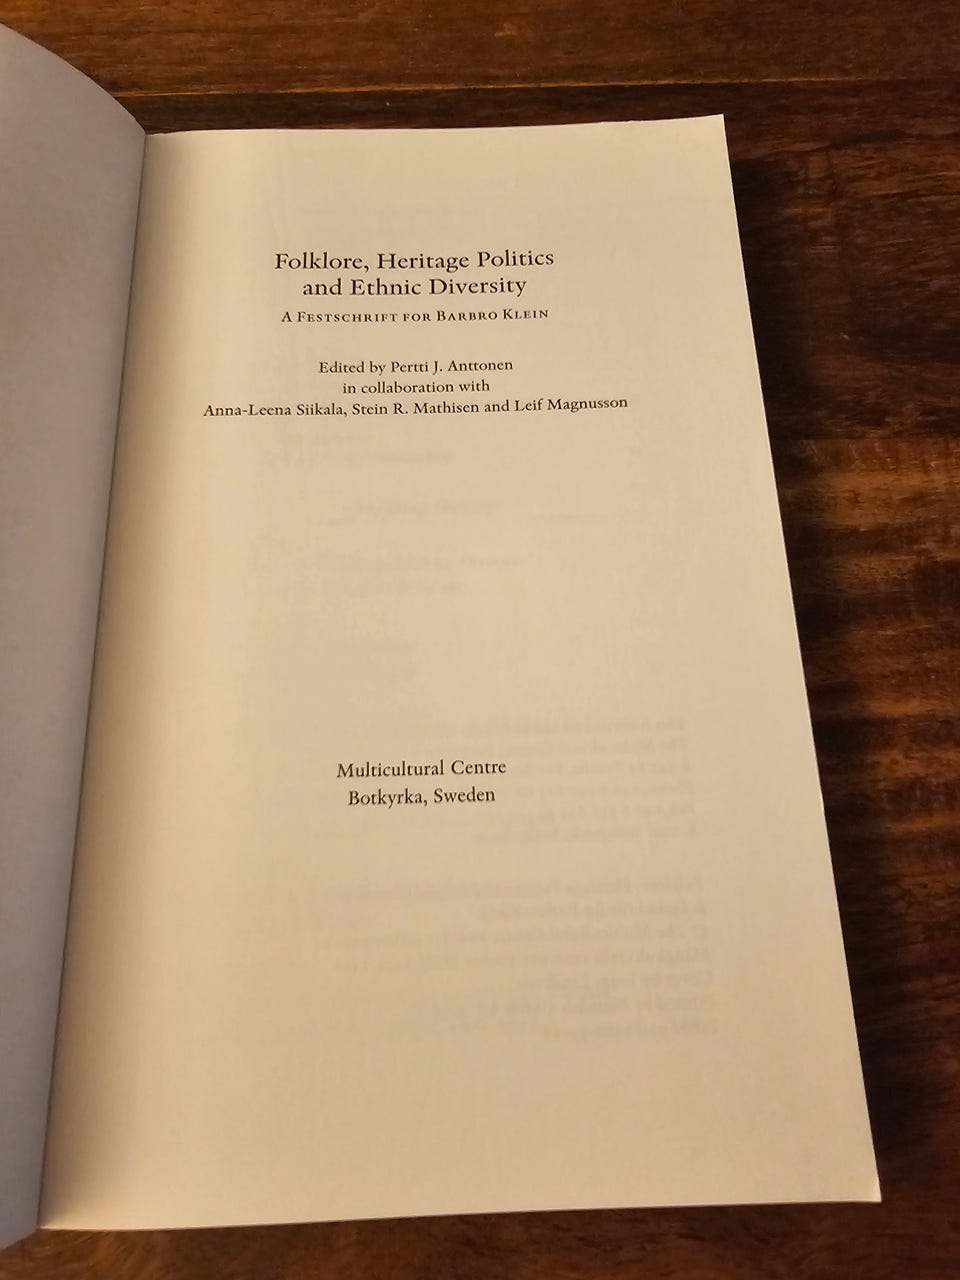 Folklore, Heritage Politics
and Ethnic Diversity
A Festschrift for Barbro Klein
Edited by Pertti J. Anttonen
in collaboration with
Anna-Leena Siikala, Stein R. Mathisen and Leif Magnusson
Multicultural Centre
Botkyrka, Sweden